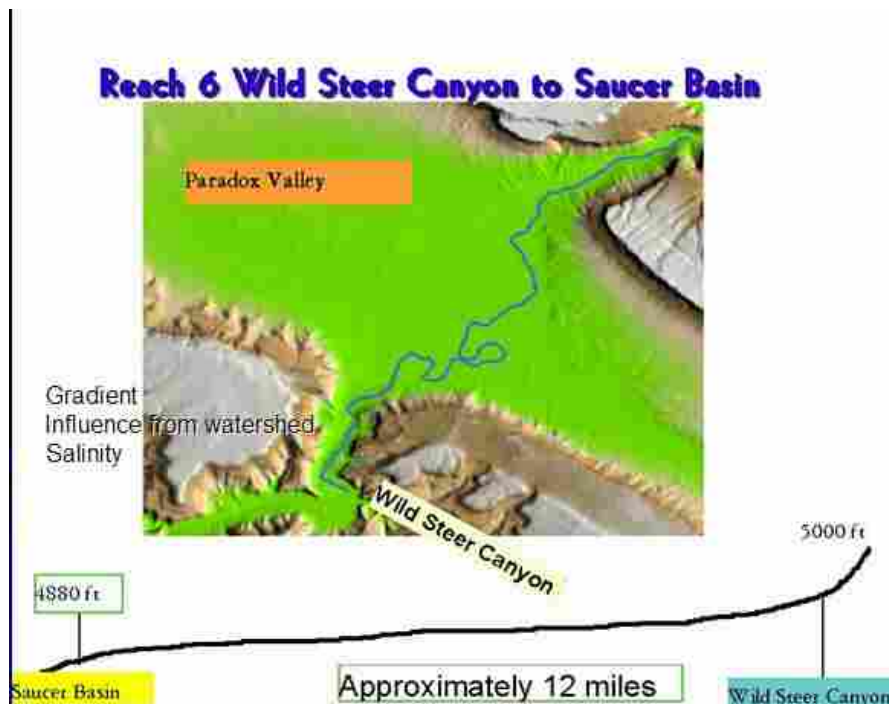 Reach 6 Wild Steer Canyon to Saucer Basin
Paradox Valley
Gradient
Influence from watershed
Salinity
Wild Steer Canyon
5000 ft
4880 ft
Saucer Basin
Approximately 12 miles
Wild Steer Canyon